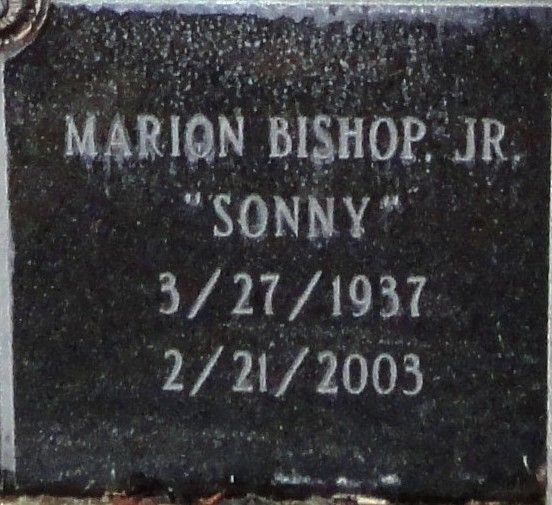 MARION BISHOP. JR.
"SONNY"
3/27/1937
2/21/2003